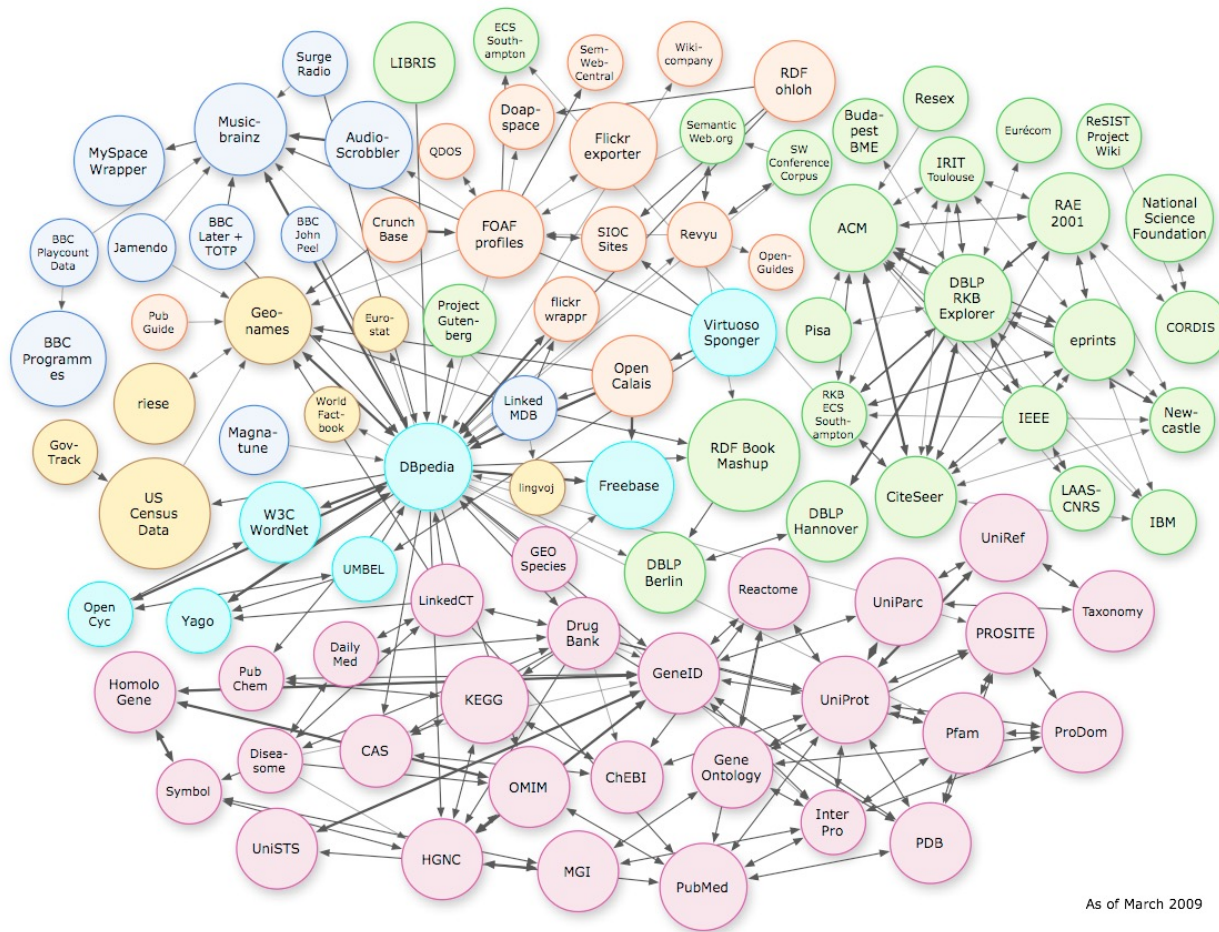 Surge
Radio
LIBRIS
ECS
South-
ampton
Sem-
Web-
Central
Wiki-
company
RDF
ohloh
Music-
brainz
Audio-
Scrobbler
MySpace
Wrapper
QDOS
Doap-
space
Flickr
exporter
Semantic
Web.org
SW
Conference
Corpus
Buda-
pest
BME
Resex
IRIT
Toulouse
Eurécom
ReSIST
Project
Wiki
BBC
Playcount
Data
Jamendo
BBC
Later +
TOTP
BBC
John
Peel
Crunch
Base
FOAF
profiles
SIOC
Sites
Revyu
Open-
Guides
ACM
RAE
2001
National
Science
Foundation
DBLP
RKB
Explorer
Pub
Guide
Geo-
names
Euro-
stat
Project
Guten-
berg
flickr
wrappr
Virtuoso
Sponger
Pisa
eprints
CORDIS
BBC
Programm
es
riese
World
Fact-
book
Linked
MDB
Open
Calais
RKB
ECS
South-
ampton
IEEE
New-
castle
Gov-
Track
Magna-
tune
DBpedia
lingvoj
Freebase
RDF Book
Mashup
US
Census
Data
W3C
WordNet
CiteSeer
LAAS-
CNRS
IBM
DBLP
Hannover
UMBEL
GEO
Species
DBLP
Berlin
UniRef
Open
Cyc
Yago
LinkedCT
Reactome
UniParc
Taxonomy
Daily
Med
Drug
Bank
PROSITE
Homolo
Gene
Pub
Chem
KEGG
GeneID
UniProt
Pfam
ProDom
Disea-
some
CAS
ChEBI
Gene
Ontology
Symbol
OMIM
Inter
Pro
UniSTS
HGNC
MGI
PubMed
PDB
As of March 2009